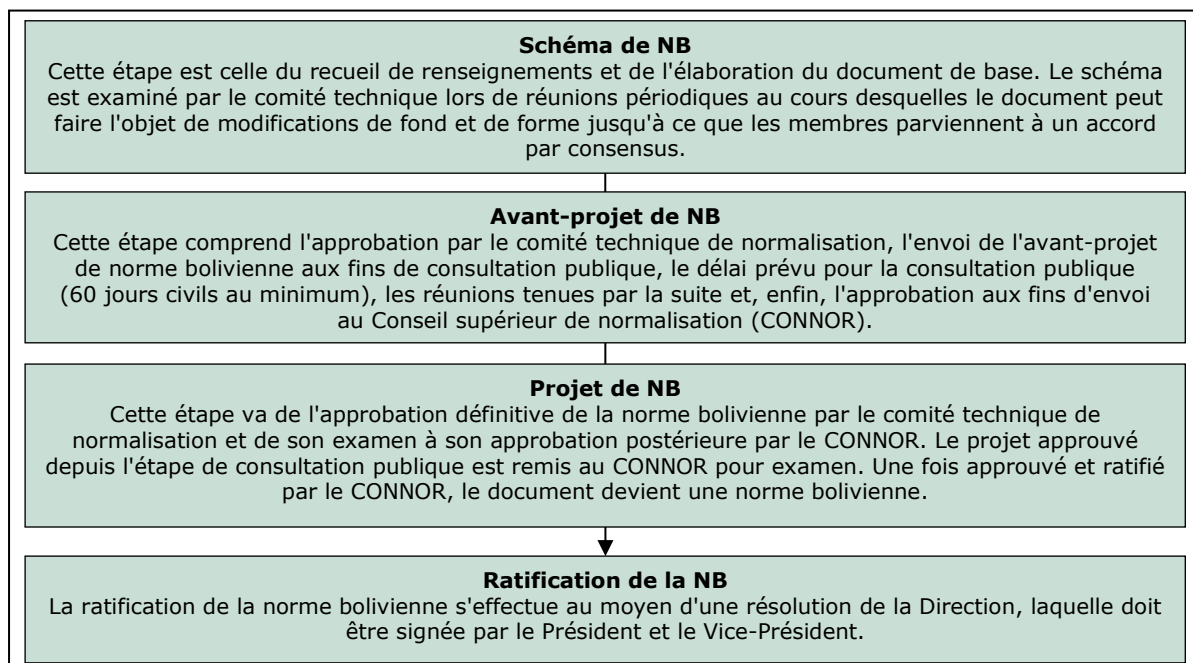 Schéma de NB
Cette étape est celle du recueil de renseignements et de l'élaboration du document de base. Le schéma
est examiné par le comité technique lors de réunions périodiques au cours desquelles le document peut
faire l'objet de modifications de fond et de forme jusqu'à ce que les membres parviennent à un accord
par consensus.
Avant-projet de NB
Cette étape comprend l'approbation par le comité technique de normalisation, l'envoi de l'avant-projet
de norme bolivienne aux fins de consultation publique, le délai prévu pour la consultation publique
(60 jours civils au minimum), les réunions tenues par la suite et, enfin, l'approbation aux fins d'envoi
au Conseil supérieur de normalisation (CONNOR).
Projet de NB
Cette étape va de l'approbation définitive de la norme bolivienne par le comité technique de
normalisation et de son examen à son approbation postérieure par le CONNOR. Le projet approuvé
depuis l'étape de consultation publique est remis au CONNOR pour examen. Une fois approuvé et ratifié
par le CONNOR, le document devient une norme bolivienne.
Ratification de la NB
La ratification de la norme bolivienne s'effectue au moyen d'une résolution de la Direction, laquelle doit
être signée par le Président et le Vice-Président.